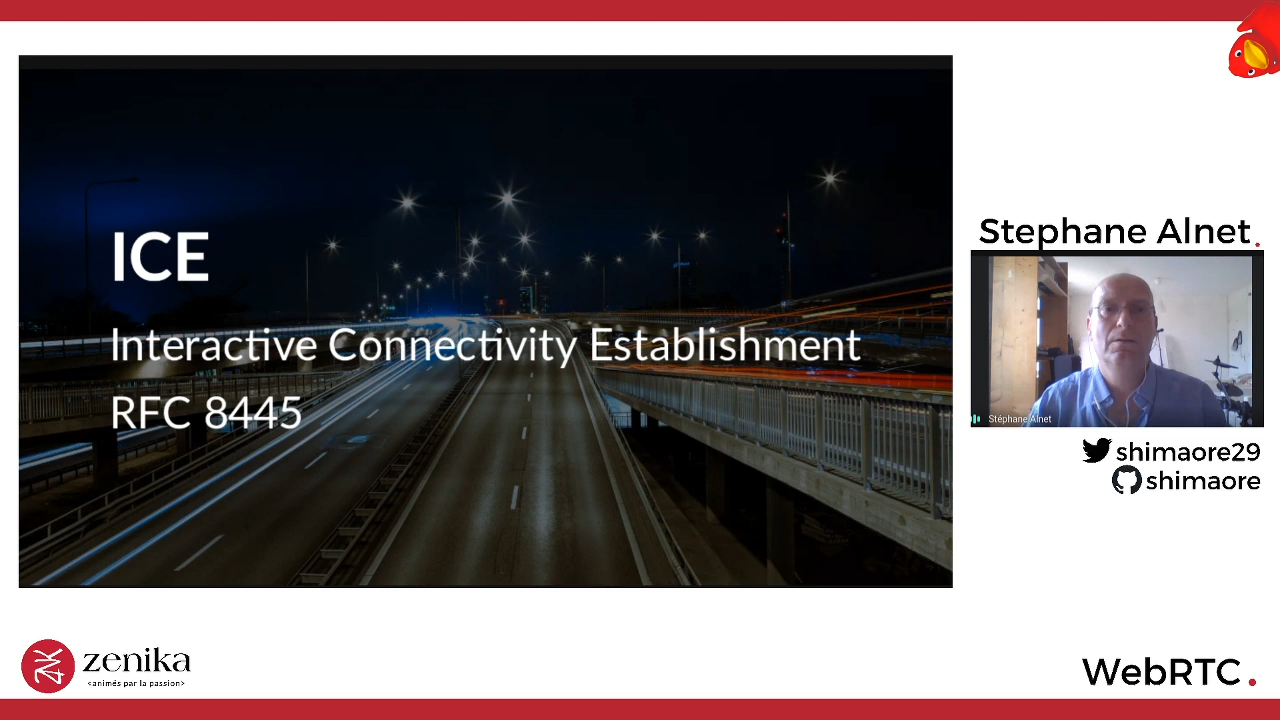 ICE
Interactive Connectivity Establishment
RFC 8445
Stephane Alnet.
Stéphane Alnet
shimaore29
shimaore
zenika
<animés par la passion>
WebRTC.